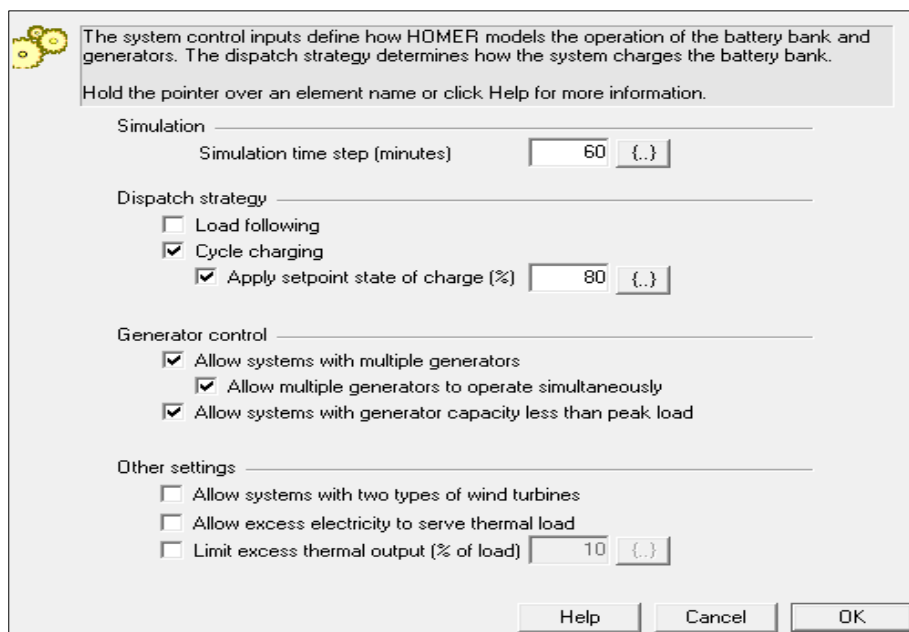 The system control inputs define how HOMER models the operation of the battery bank and
generators. The dispatch strategy determines how the system charges the battery bank.
Hold the pointer over an element name or click Help for more information.
Simulation
Simulation time step (minutes) 60 {..}
Dispatch strategy
Load following
Cycle charging
Apply setpoint state of charge (%) 80 {..}
Generator control
Allow systems with multiple generators
Allow multiple generators to operate simultaneously
Allow systems with generator capacity less than peak load
Other settings
Allow systems with two types of wind turbines
Allow excess electricity to serve thermal load
Limit excess thermal output (% of load) 10 {..}
Help Cancel OK